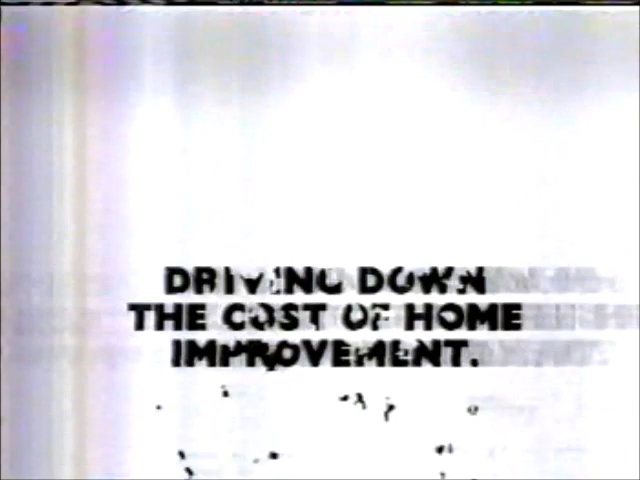 DRIVING DOWN
THE COST OF HOME
IMPROVEMENT.